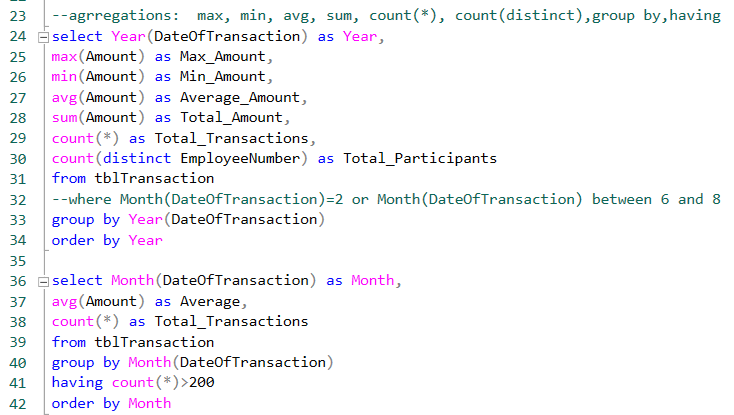 23 --agrregations:  max, min, avg, sum, count(*), count(distinct),group by,having
24 select Year(DateOfTransaction) as Year,
25 max(Amount) as Max_Amount,
26 min(Amount) as Min_Amount,
27 avg(Amount) as Average_Amount,
28 sum(Amount) as Total_Amount,
29 count(*) as Total_Transactions,
30 count(distinct EmployeeNumber) as Total_Participants
31 from tblTransaction
32 --where Month(DateOfTransaction)=2 or Month(DateOfTransaction) between 6 and 8
33 group by Year(DateOfTransaction)
34 order by Year
35
36 select Month(DateOfTransaction) as Month,
37 avg(Amount) as Average,
38 count(*) as Total_Transactions
39 from tblTransaction
40 group by Month(DateOfTransaction)
41 having count(*)>200
42 order by Month